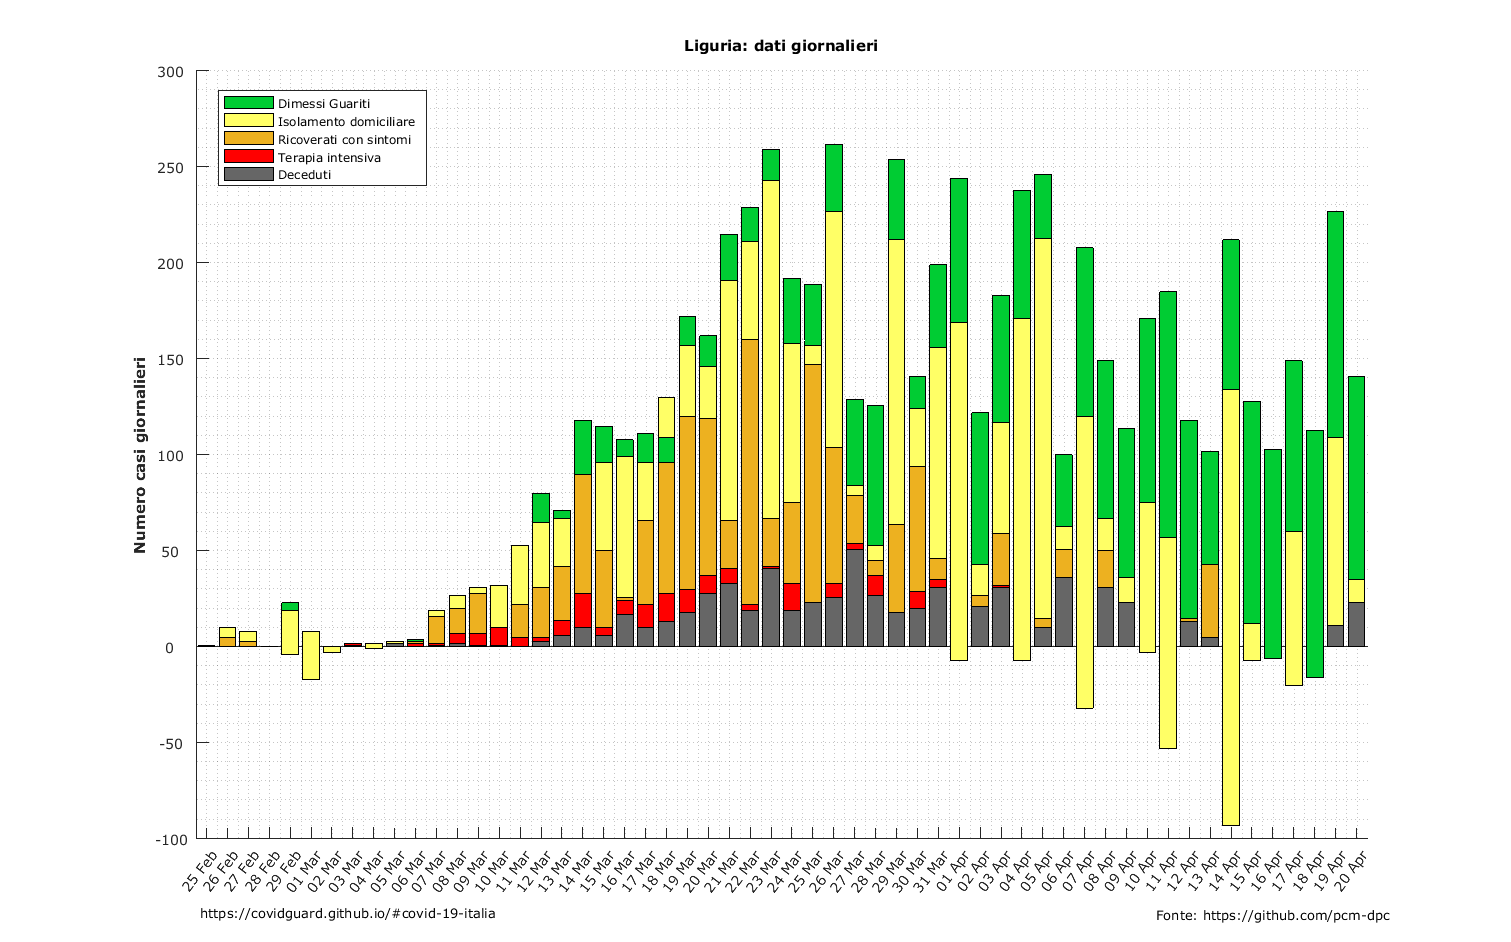 Liguria: dati giornalieri
300
250
200
150
100
50
0
-50
-100
Numero casi giornalieri
Dimessi Guariti
Isolamento domiciliare
Ricoverati con sintomi
Terapia intensiva
Deceduti
25 Feb
26 Feb
27 Feb
28 Feb
29 Feb
01 Mar
02 Mar
03 Mar
04 Mar
05 Mar
06 Mar
07 Mar
08 Mar
09 Mar
10 Mar
11 Mar
12 Mar
13 Mar
14 Mar
15 Mar
16 Mar
17 Mar
18 Mar
19 Mar
20 Mar
21 Mar
22 Mar
23 Mar
24 Mar
25 Mar
26 Mar
27 Mar
28 Mar
29 Mar
30 Mar
31 Mar
01 Apr
02 Apr
03 Apr
04 Apr
05 Apr
06 Apr
07 Apr
08 Apr
09 Apr
10 Apr
11 Apr
12 Apr
13 Apr
14 Apr
15 Apr
16 Apr
17 Apr
18 Apr
19 Apr
20 Apr
https://covidguard.github.io/#covid-19-italia
Fonte: https://github.com/pcm-dpc